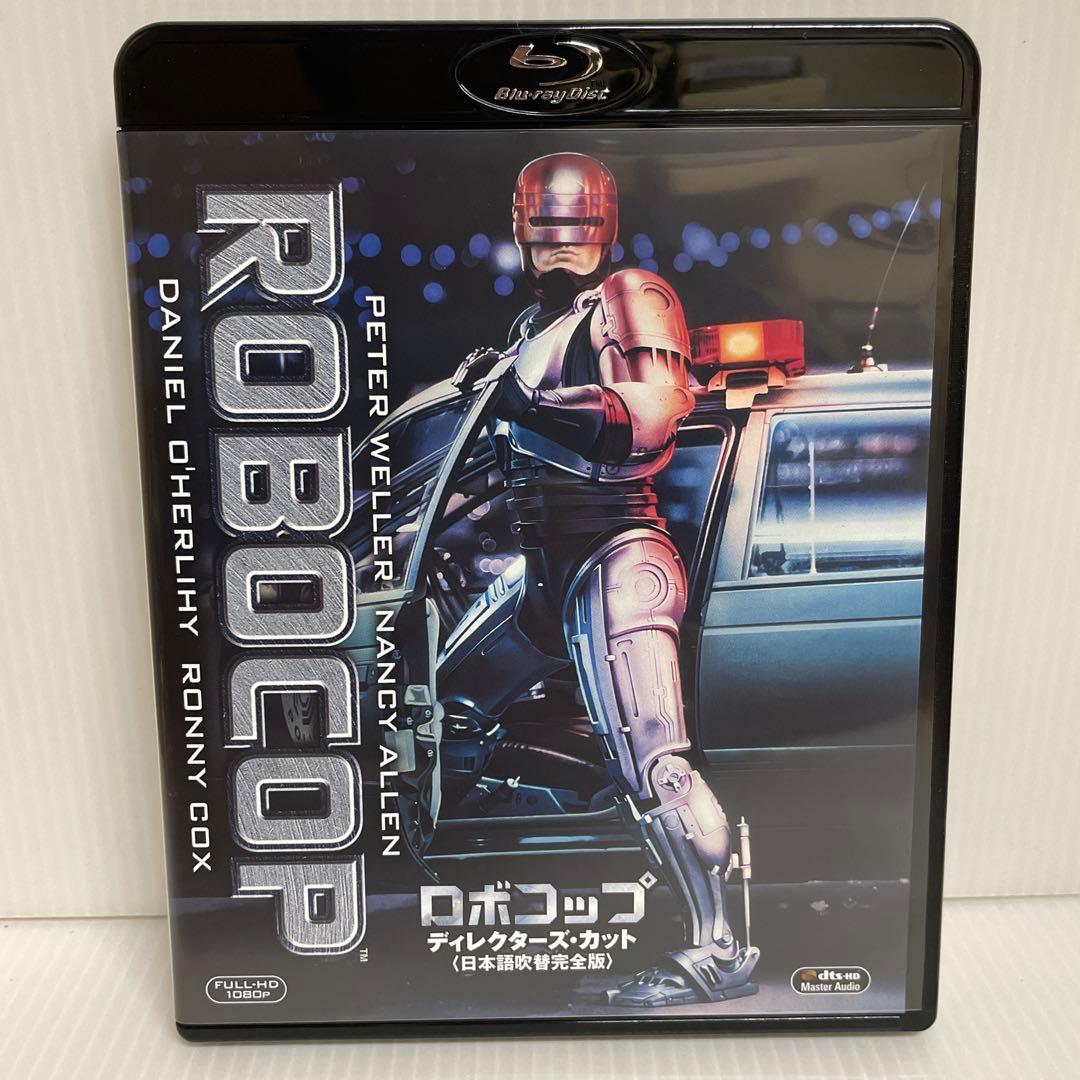 Blu-ray Disc
ROBOCOP™
PETER WELLER NANCY ALLEN
DANIEL O'HERLIHY RONNY COX
ロボコップ
ディレクターズ・カット
〈日本語吹替完全版〉
FULL-HD
1080P
dts-HD
Master Audio